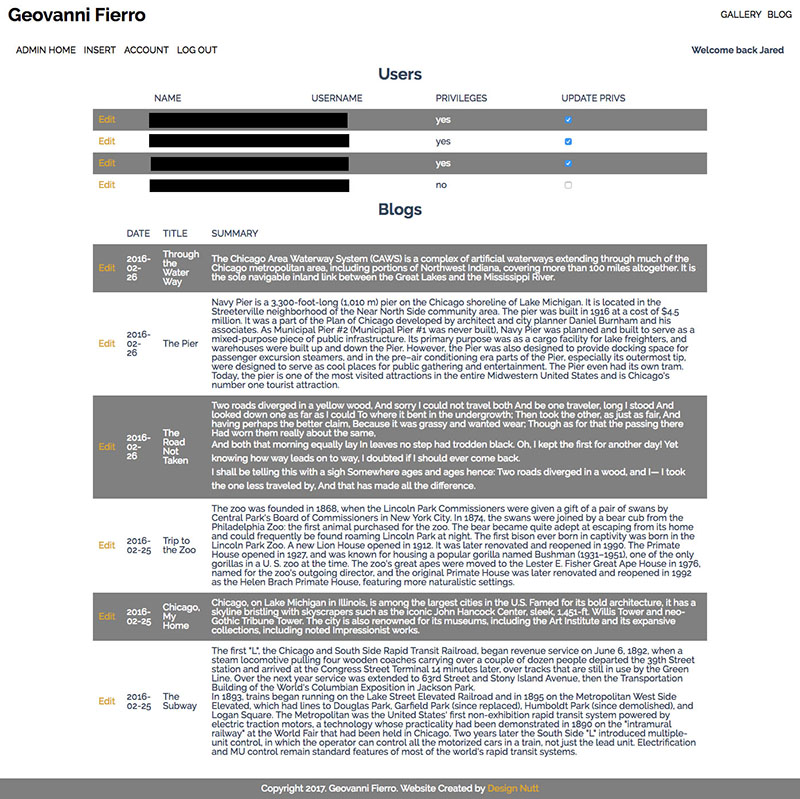 Geovanni Fierro
GALLERY BLOG
ADMIN HOME INSERT ACCOUNT LOG OUT
Welcome back Jared
Users
NAME USERNAME PRIVILEGES UPDATE PRIVS
Edit yes
Edit yes
Edit yes
Edit no
Blogs
DATE TITLE SUMMARY
Edit
2016-
02-
26
Through
the
Water
Way
The Chicago Area Waterway System (CAWS) is a complex of artificial waterways extending through much of the
Chicago metropolitan area, including portions of Northwest Indiana, covering more than 100 miles altogether. It is
the sole navigable inland link between the Great Lakes and the Mississippi River.
Edit
2016-
02-
26
The Pier
Navy Pier is a 3,300-foot-long (1,010 m) pier on the Chicago shoreline of Lake Michigan. It is located in the
Streeterville neighborhood of the Near North Side community area. The pier was built in 1916 at a cost of $4.5
million. It was a part of the Plan of Chicago developed by architect and city planner Daniel Burnham and his
associates. As Municipal Pier #2 (Municipal Pier #1 was never built), Navy Pier was planned and built to serve as a
mixed-purpose piece of public infrastructure. Its primary purpose was as a cargo facility for lake freighters, and
warehouses were built up and down the Pier. However, the Pier was also designed to provide docking space for
passenger excursion steamers, and in the pre–air conditioning era parts of the Pier, especially its outermost tip,
were designed to serve as cool places for public gathering and entertainment. The Pier even had its own tram.
Today, the pier is one of the most visited attractions in the entire Midwestern United States and is Chicago's
number one tourist attraction.
Edit
2016-
02-
26
The
Road
Not
Taken
Two roads diverged in a yellow wood, And sorry I could not travel both And be one traveler, long I stood And
looked down one as far as I could To where it bent in the undergrowth; Then took the other, as just as fair, And
having perhaps the better claim, Because it was grassy and wanted wear; Though as for that the passing there
Had worn them really about the same,
And both that morning equally lay In leaves no step had trodden black. Oh, I kept the first for another day! Yet
knowing how way leads on to way, I doubted if I should ever come back.
I shall be telling this with a sigh Somewhere ages and ages hence: Two roads diverged in a wood, and I— I took
the one less traveled by, And that has made all the difference.
Edit
2016-
02-25
Trip to
the Zoo
The zoo was founded in 1868, when the Lincoln Park Commissioners were given a gift of a pair of swans by
Central Park's Board of Commissioners in New York City. In 1874, the swans were joined by a bear cub from the
Philadelphia Zoo: the first animal purchased for the zoo. The bear became quite adept at escaping from its home
and could frequently be found roaming Lincoln Park at night. The first bison ever born in captivity was born in the
Lincoln Park Zoo. A new Lion House opened in 1912. It was later renovated and reopened in 1990. The Primate
House opened in 1927, and was known for housing a popular gorilla named Bushman (1931–1951), one of the only
gorillas in a U. S. zoo at the time. The zoo's great apes were moved to the Lester E. Fisher Great Ape House in 1976,
named for the zoo's outgoing director, and the original Primate House was later renovated and reopened in 1992
as the Helen Brach Primate House, featuring more naturalistic settings.
Edit
2016-
02-25
Chicago,
My
Home
Chicago, on Lake Michigan in Illinois, is among the largest cities in the U.S. Famed for its bold architecture, it has a
skyline bristling with skyscrapers such as the iconic John Hancock Center, sleek, 1,451-ft. Willis Tower and neo-
Gothic Tribune Tower. The city is also renowned for its museums, including the Art Institute and its expansive
collections, including noted Impressionist works.
Edit
2016-
02-25
The
Subway
The first "L", the Chicago and South Side Rapid Transit Railroad, began revenue service on June 6, 1892, when a
steam locomotive pulling four wooden coaches carrying over a couple of dozen people departed the 39th Street
station and arrived at the Congress Street Terminal 14 minutes later, over tracks that are still in use by the Green
Line. Over the next year service was extended to 63rd Street and Stony Island Avenue, then the Transportation
Building of the World's Columbian Exposition in Jackson Park.
In 1893, trains began running on the Lake Street Elevated Railroad and in 1895 on the Metropolitan West Side
Elevated, which had lines to Douglas Park, Garfield Park (since replaced), Humboldt Park (since demolished), and
Logan Square. The Metropolitan was the United States' first non-exhibition rapid transit system powered by
electric traction motors, a technology whose practicality had been demonstrated in 1890 on the "intramural
railway" at the World Fair that had been held in Chicago. Two years later the South Side "L" introduced multiple-
unit control, in which the operator can control all the motorized cars in a train, not just the lead unit. Electrification
and MU control remain standard features of most of the world's rapid transit systems.
Copyright 2017. Geovanni Fierro. Website Created by Design Nutt